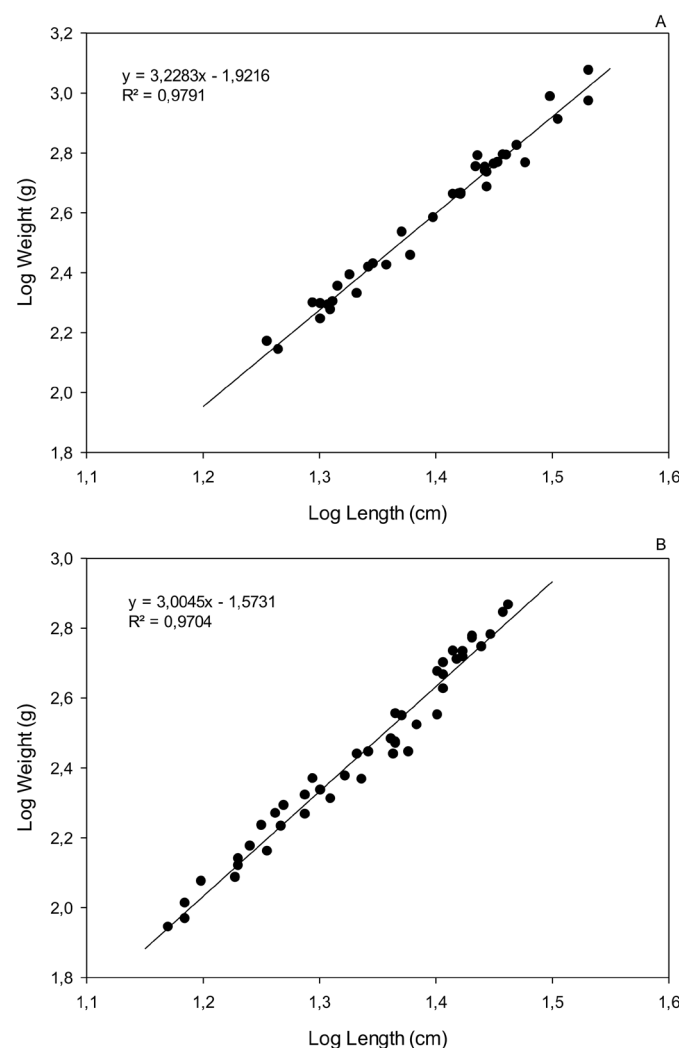 A
3,2
y = 3,2283x - 1,9216
R² = 0,9791
3,0
2,8
2,6
Log Weight (g)
2,4
2,2
2,0
1,8
1,1 1,2 1,3 1,4 1,5 1,6
Log Length (cm)
B
3,0
y = 3,0045x - 1,5731
R² = 0,9704
2,8
2,6
Log Weight (g)
2,4
2,2
2,0
1,8
1,1 1,2 1,3 1,4 1,5 1,6
Log Length (cm)